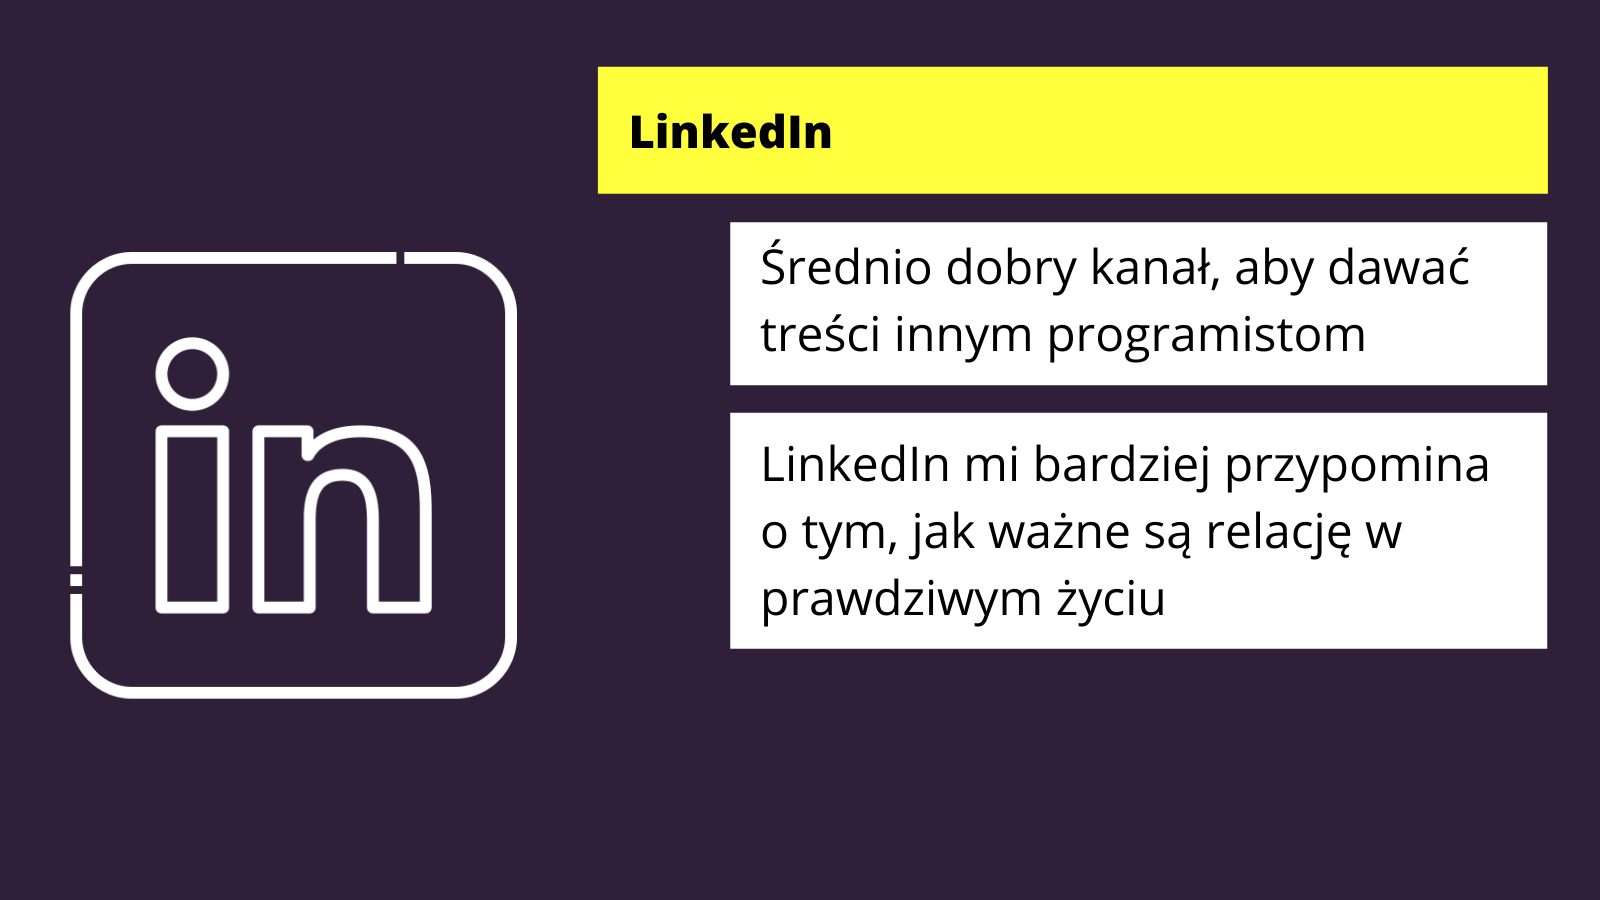 LinkedIn
Średnio dobry kanał, aby dawać
treści innym programistom
LinkedIn mi bardziej przypomina
o tym, jak ważne są relację w
prawdziwym życiu
in